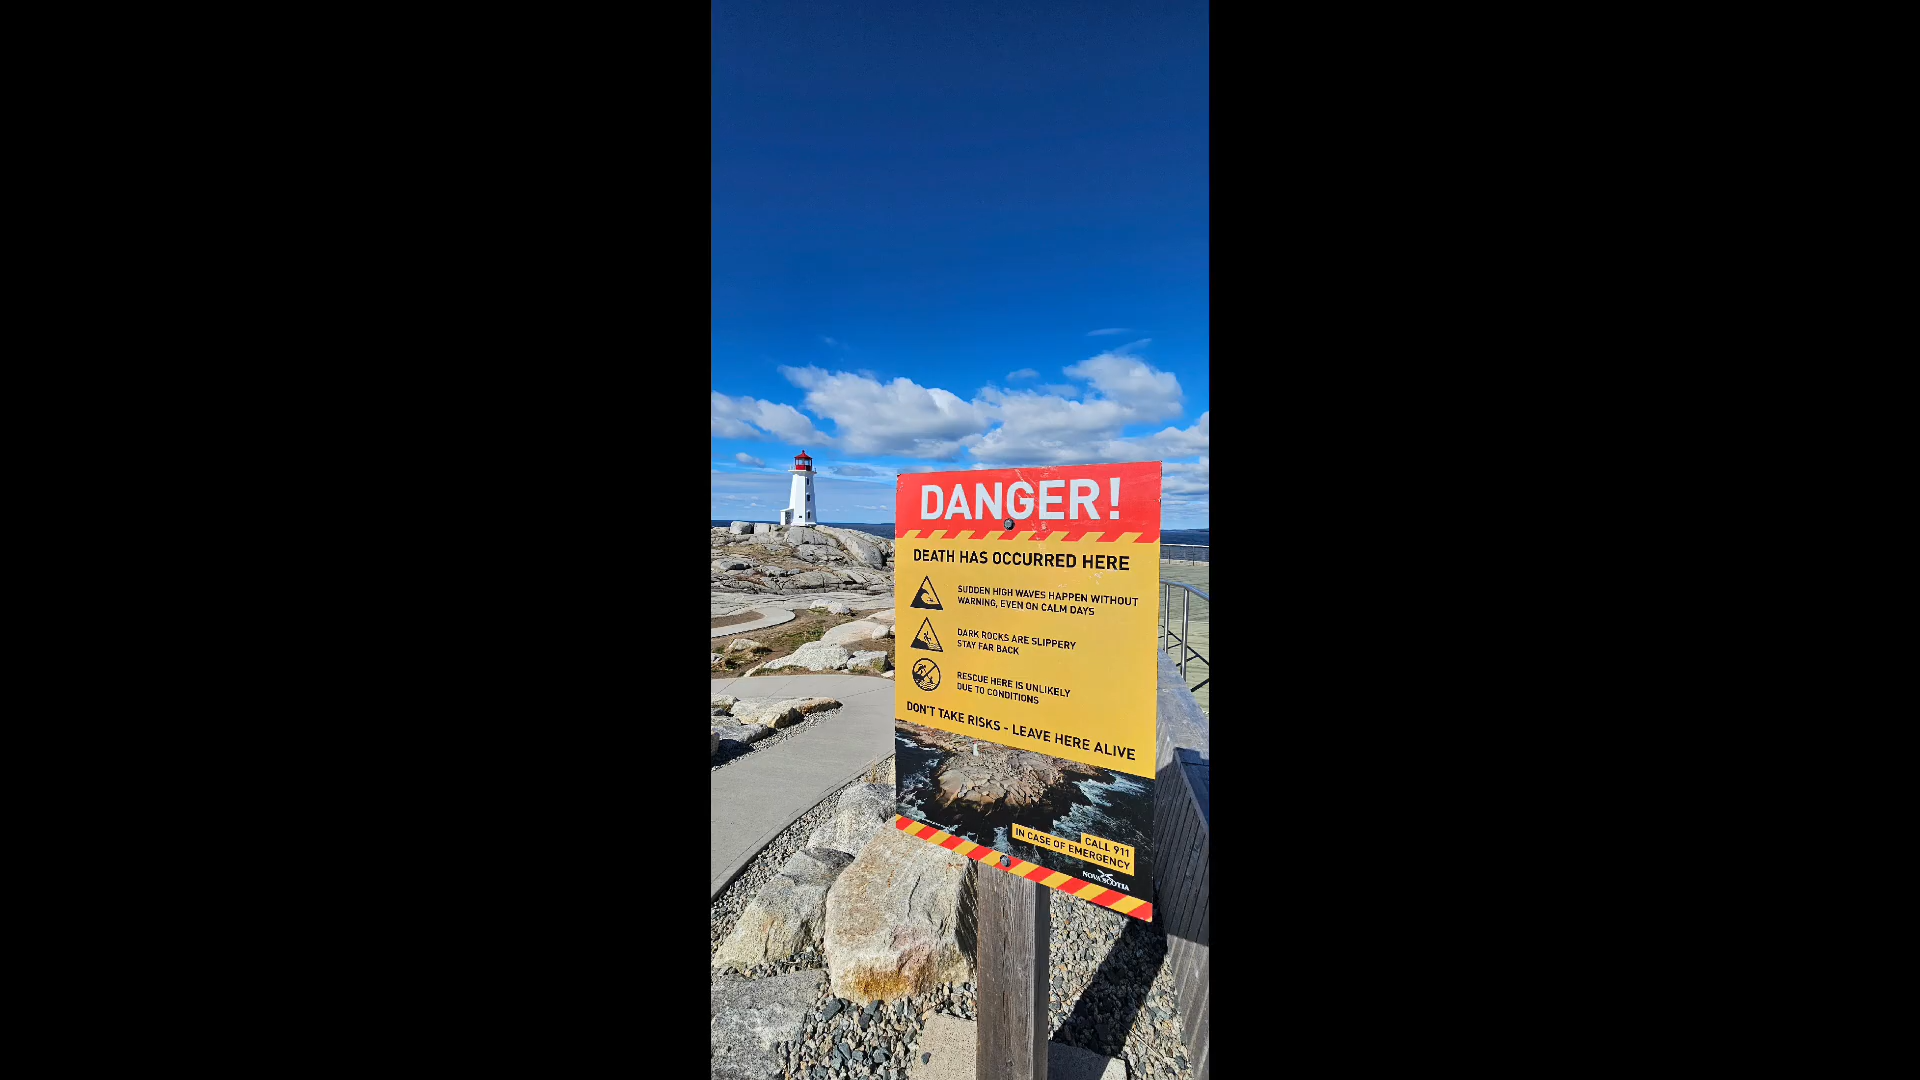 DANGER!
DEATH HAS OCCURRED HERE
SUDDEN HIGH WAVES HAPPEN WITHOUT
WARNING, EVEN ON CALM DAYS
DARK ROCKS ARE SLIPPERY
STAY FAR BACK
RESCUE HERE IS UNLIKELY
DUE TO CONDITIONS
DON'T TAKE RISKS - LEAVE HERE ALIVE
CALL 911
IN CASE OF EMERGENCY
NOVA SCOTIA